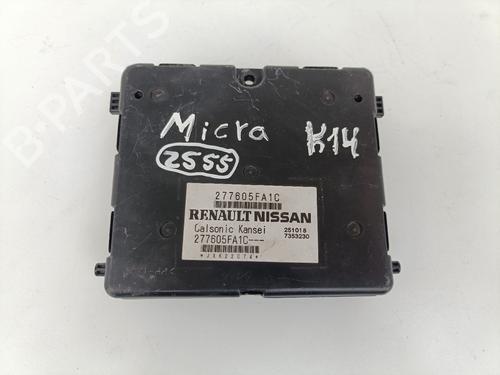 B-PARTS
Micra
K14
2555
277605FA1C
RENAULT NISSAN
Calsonic Kansei
251018
277605FA1C---
7353230